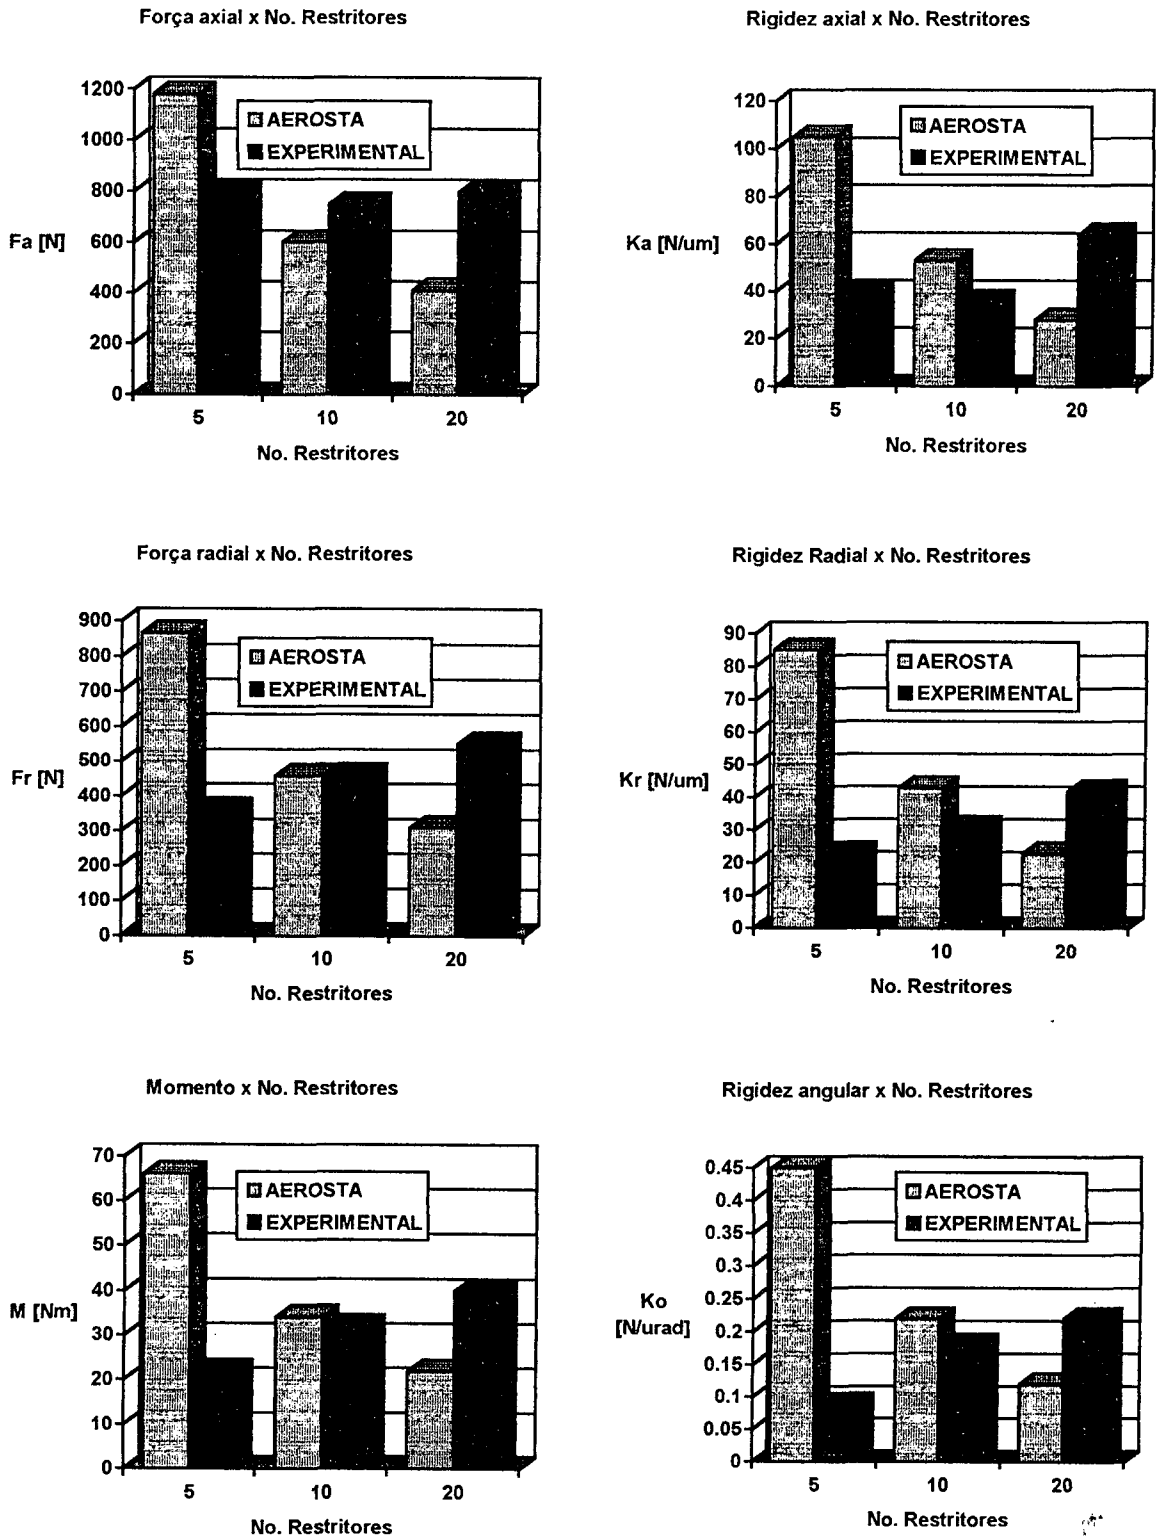 Força axial x No. Restritores
1200
1000
800
600
400
200
0
Fa [N]
AEROSTA
EXPERIMENTAL
5 10 20
No. Restritores
Rigidez axial x No. Restritores
120
100
80
60
40
20
0
Ka [N/um]
AEROSTA
EXPERIMENTAL
5 10 20
No. Restritores
Força radial x No. Restritores
900
800
700
600
500
400
300
200
100
0
Fr [N]
AEROSTA
EXPERIMENTAL
5 10 20
No. Restritores
Rigidez Radial x No. Restritores
90
80
70
60
50
40
30
20
10
0
Kr [N/um]
AEROSTA
EXPERIMENTAL
5 10 20
No. Restritores
Momento x No. Restritores
70
60
50
40
30
20
10
0
M [Nm]
AEROSTA
EXPERIMENTAL
5 10 20
No. Restritores
Rigidez angular x No. Restritores
0.45
0.4
0.35
0.3
0.25
0.2
0.15
0.1
0.05
0
Ko
[N/urad]
AEROSTA
EXPERIMENTAL
5 10 20
No. Restritores